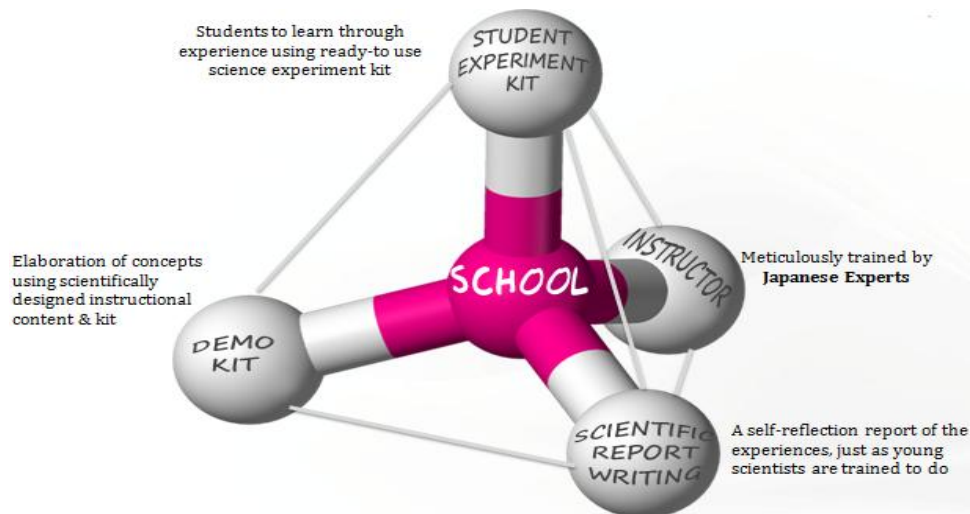 Students to learn through
experience using ready-to use
science experiment kit
STUDENT
EXPERIMENT
KIT
Elaboration of concepts
using scientifically
designed instructional
content & kit
SCHOOL
INSTRUCTOR
Meticulously trained by
Japanese Experts
DEMO
KIT
SCIENTIFIC
REPORT
WRITING
A self-reflection report of the
experiences, just as young
scientists are trained to do